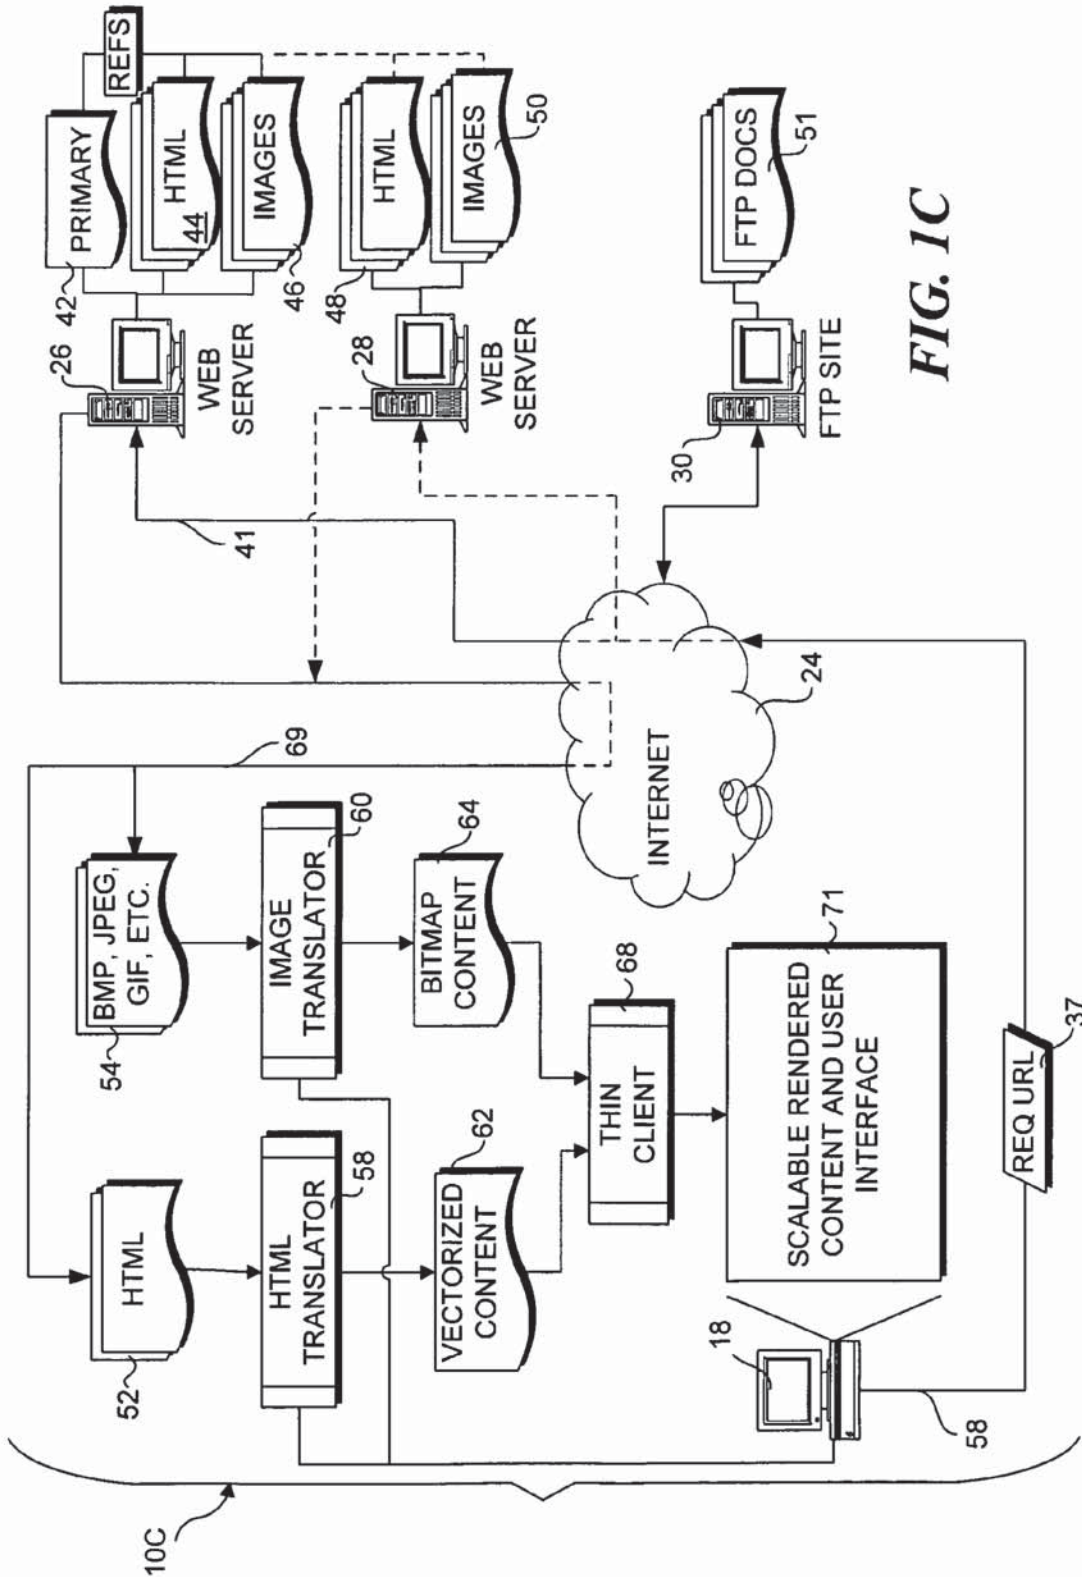 10C
52
HTML
54
BMP, JPEG,
GIF, ETC.
69
HTML
TRANSLATOR
58
IMAGE
TRANSLATOR
60
VECTORIZED
CONTENT
62
BITMAP
CONTENT
64
THIN
CLIENT
68
18
SCALABLE RENDERED
CONTENT AND USER
INTERFACE
71
58
REQ URL
37
INTERNET
24
41
26
WEB
SERVER
28
WEB
SERVER
30
FTP SITE
42
PRIMARY
REFS
HTML
44
IMAGES
46
48
HTML
IMAGES
50
FTP DOCS
51
FIG. 1C